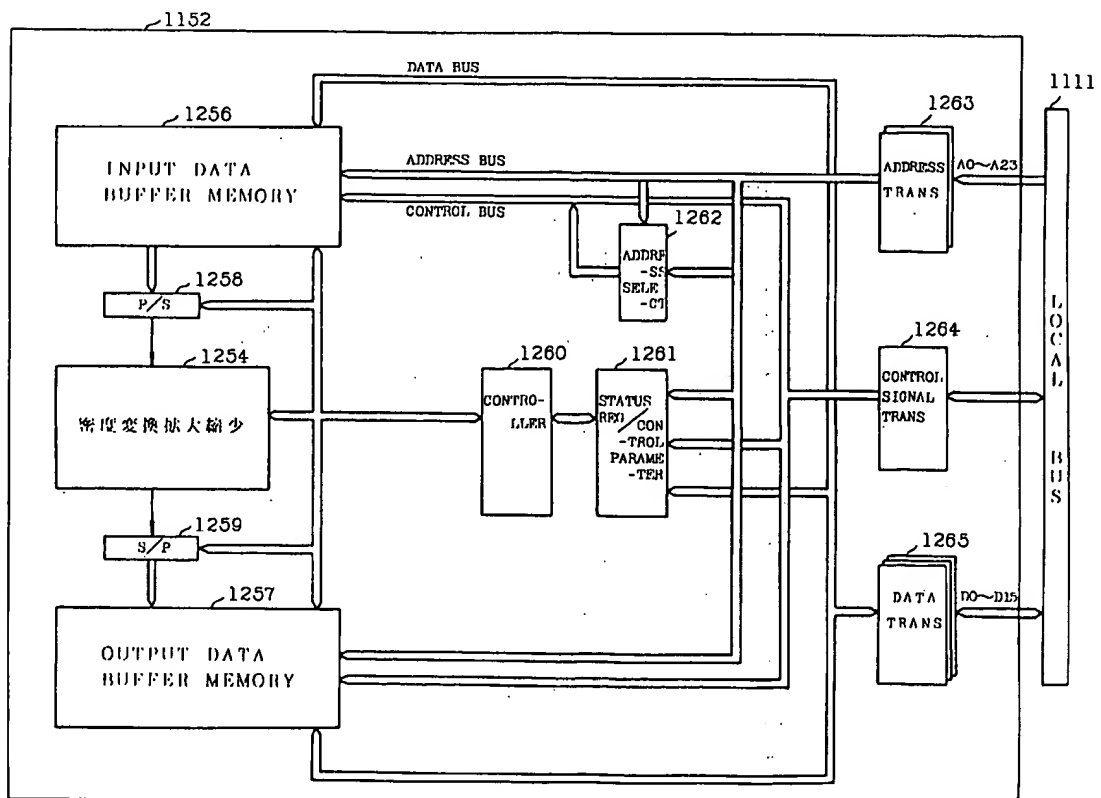 1152
DATA BUS
1111
1256
INPUT DATA
BUFFER MEMORY
ADDRESS BUS
CONTROL BUS
1263
ADDRESS
TRANS
A0~A23
1262
ADDRE
-SS
SELE
-CT
1258
P/S
1254
密度変換拡大縮少
1260
CONTRO-
LLER
1261
STATUS
REG/
CON
-TROL
PARAME
-TER
1264
CONTROL
SIGNAL
TRANS
LOCAL BUS
1259
S/P
1257
OUTPUT DATA
BUFFER MEMORY
1265
DATA
TRANS
D0~D15